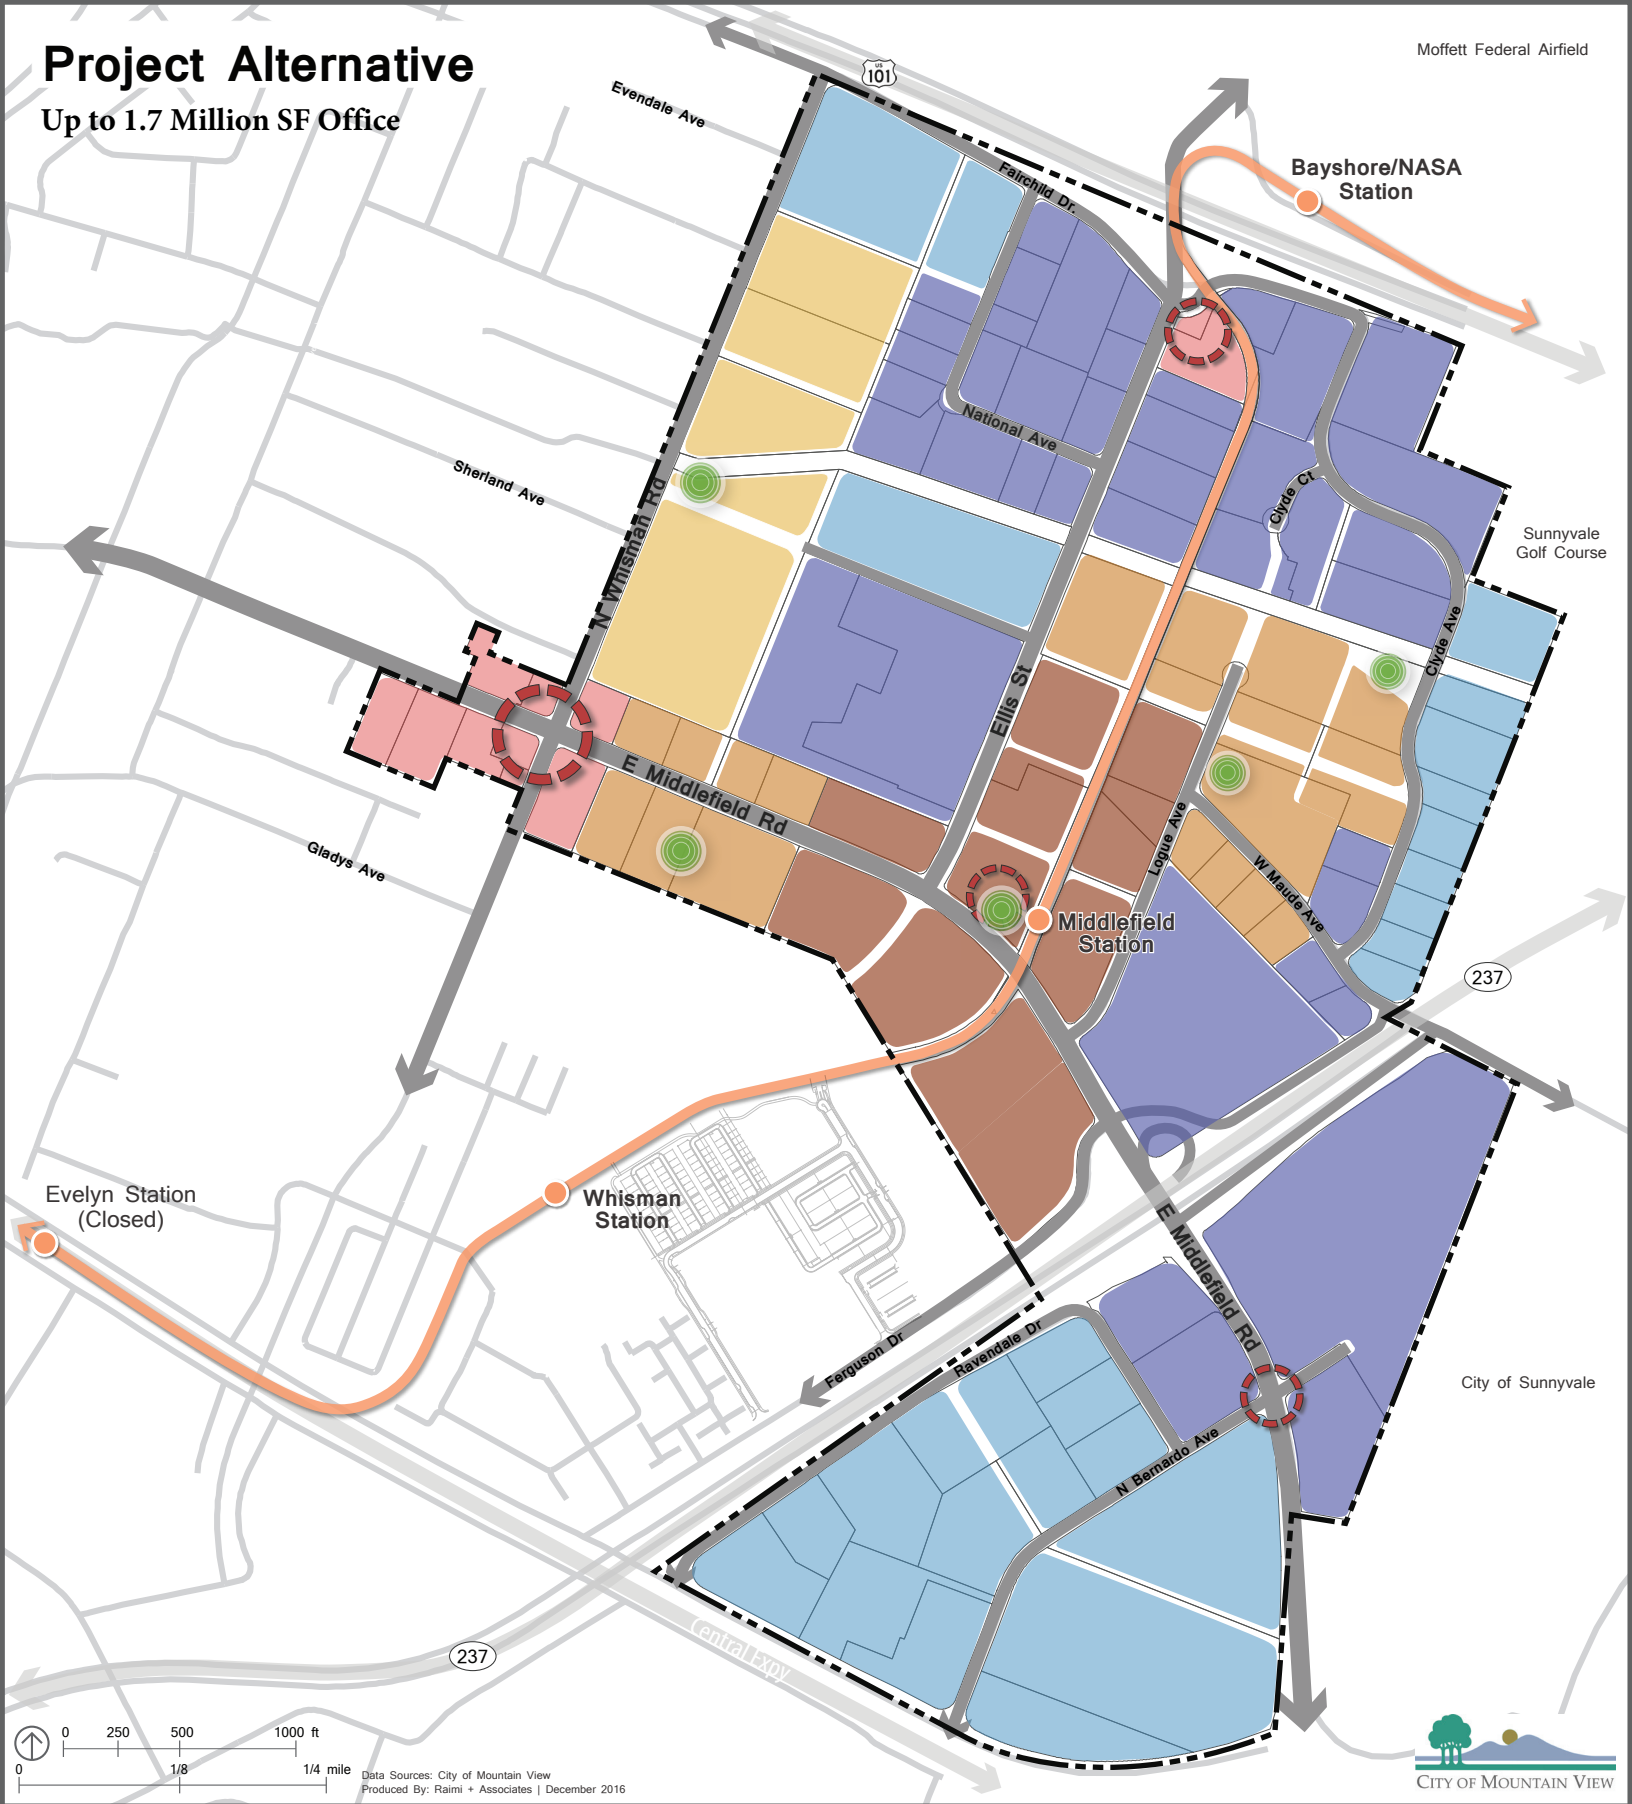 Project Alternative
Up to 1.7 Million SF Office
Moffett Federal Airfield
US
101
Evendale Ave
Bayshore/NASA
Station
Fairchild Dr.
National Ave
Sherland Ave
Clyde Ct
Sunnyvale
Golf Course
N Whisman Rd
Clyde Ave
Ellis St
E Middlefield Rd
Logue Ave
Gladys Ave
W Maude Ave
Middlefield
Station
237
Evelyn Station
(Closed)
Whisman
Station
E Middlefield Rd
Ferguson Dr
Ravendale Dr
City of Sunnyvale
N Bernardo Ave
Central Expy
237
0 250 500 1000 ft
0 1/8 1/4 mile
Data Sources: City of Mountain View
Produced By: Raimi + Associates | December 2016
CITY OF MOUNTAIN VIEW